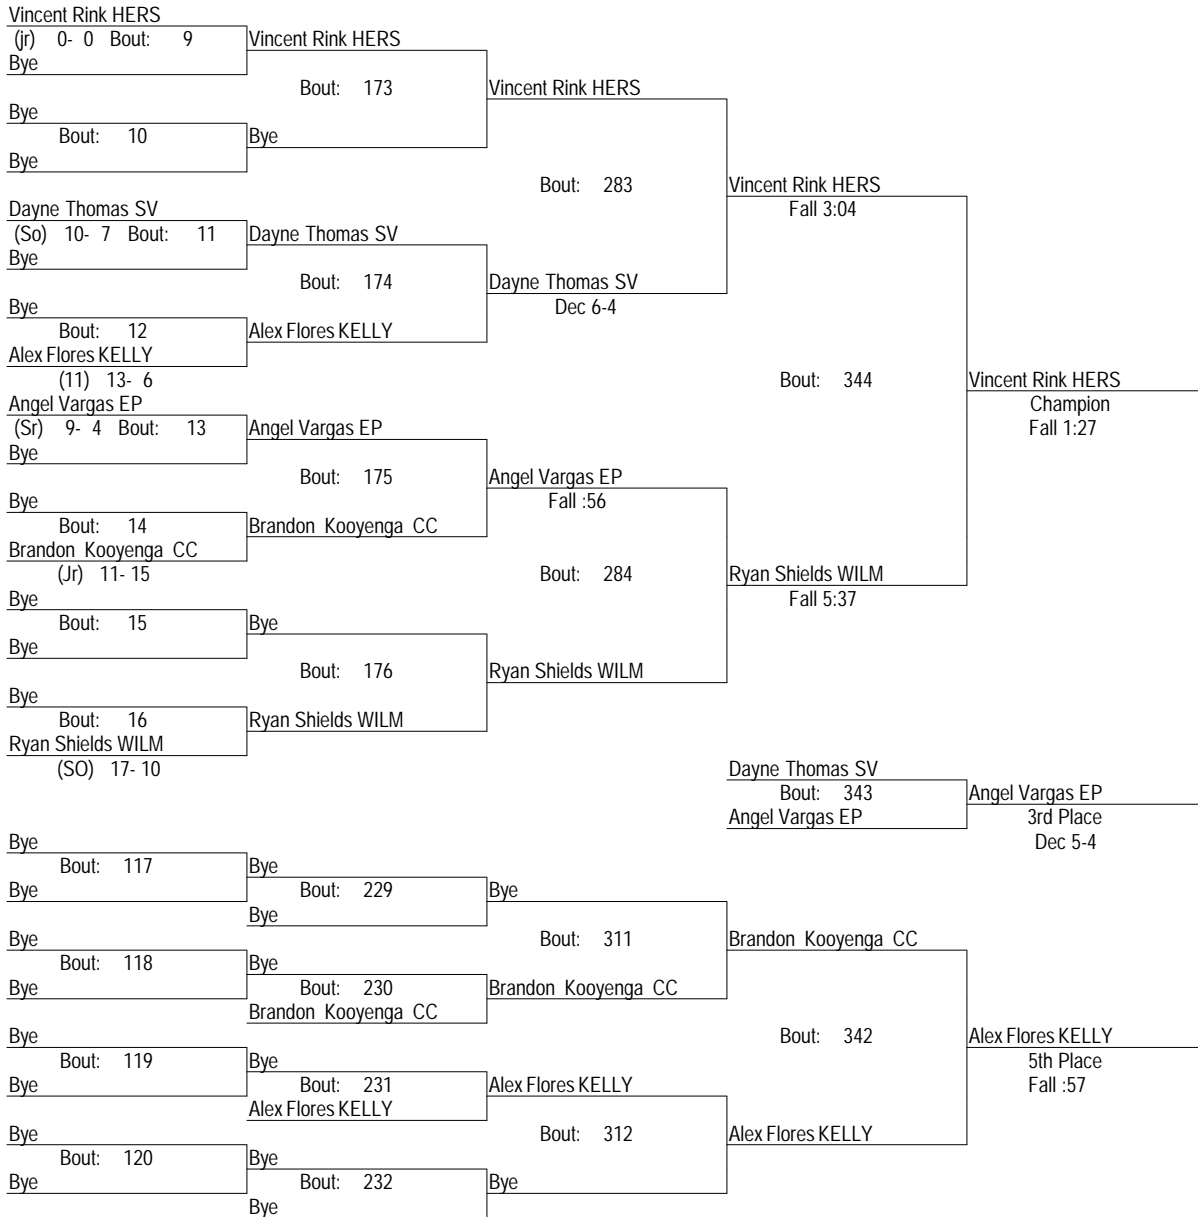 Vincent Rink HERS
(jr) 0- 0 Bout: 9 Vincent Rink HERS
Bye
Bout: 173 Vincent Rink HERS
Bye
Bout: 10 Bye
Bye
Bout: 283 Vincent Rink HERS
Dayne Thomas SV Fall 3:04
(So) 10- 7 Bout: 11 Dayne Thomas SV
Bye
Bout: 174 Dayne Thomas SV
Bye Dec 6-4
Bout: 12 Alex Flores KELLY
Alex Flores KELLY
(11) 13- 6 Bout: 344 Vincent Rink HERS
Angel Vargas EP Champion
(Sr) 9- 4 Bout: 13 Angel Vargas EP Fall 1:27
Bye
Bout: 175 Angel Vargas EP
Bye Fall :56
Bout: 14 Brandon Kooyenga CC
Brandon Kooyenga CC
(Jr) 11- 15 Bout: 284 Ryan Shields WILM
Bye Fall 5:37
Bout: 15 Bye
Bye
Bout: 176 Ryan Shields WILM
Bye
Bout: 16 Ryan Shields WILM
Ryan Shields WILM
(SO) 17- 10 Dayne Thomas SV
Bout: 343 Angel Vargas EP
Angel Vargas EP 3rd Place
Bye Dec 5-4
Bout: 117 Bye
Bye Bout: 229 Bye
Bye
Bye Bout: 311 Brandon Kooyenga CC
Bout: 118 Bye
Bye Bout: 230 Brandon Kooyenga CC
Brandon Kooyenga CC
Bye Bout: 342 Alex Flores KELLY
Bout: 119 Bye 5th Place
Bye Bout: 231 Alex Flores KELLY Fall :57
Alex Flores KELLY
Bye Bout: 312 Alex Flores KELLY
Bout: 120 Bye
Bye Bout: 232 Bye
Bye